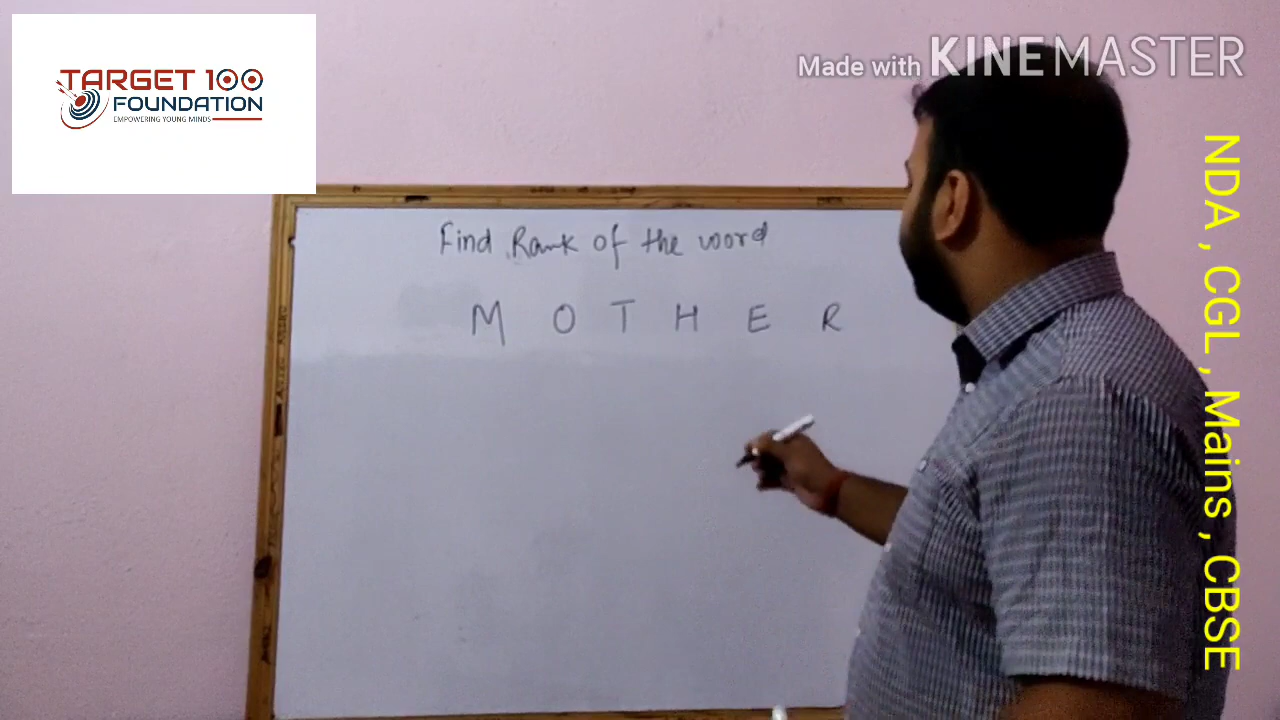 TARGET 100
FOUNDATION
EMPOWERING YOUNG MINDS
Made with KINEMASTER
Find Rank of the word
M O T H E R
NDA , CGL , Mains , CBSE